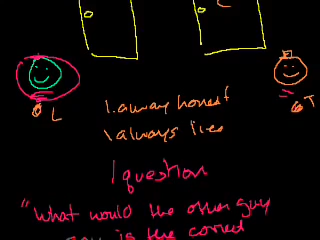 L
T
1 always honest
1 always lies
1 question
"What would the other guy
say is the correct